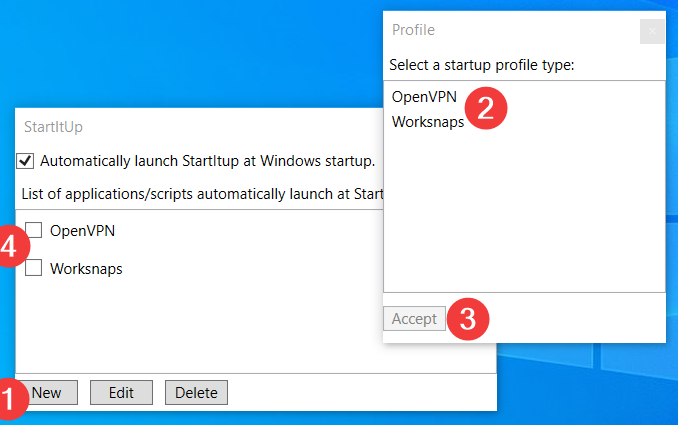 Profile
Select a startup profile type:
OpenVPN
Worksnaps
2
Accept
3
StartItUp
Automatically launch StartItup at Windows startup.
List of applications/scripts automatically launch at Start
OpenVPN
4
Worksnaps
1
New
Edit
Delete